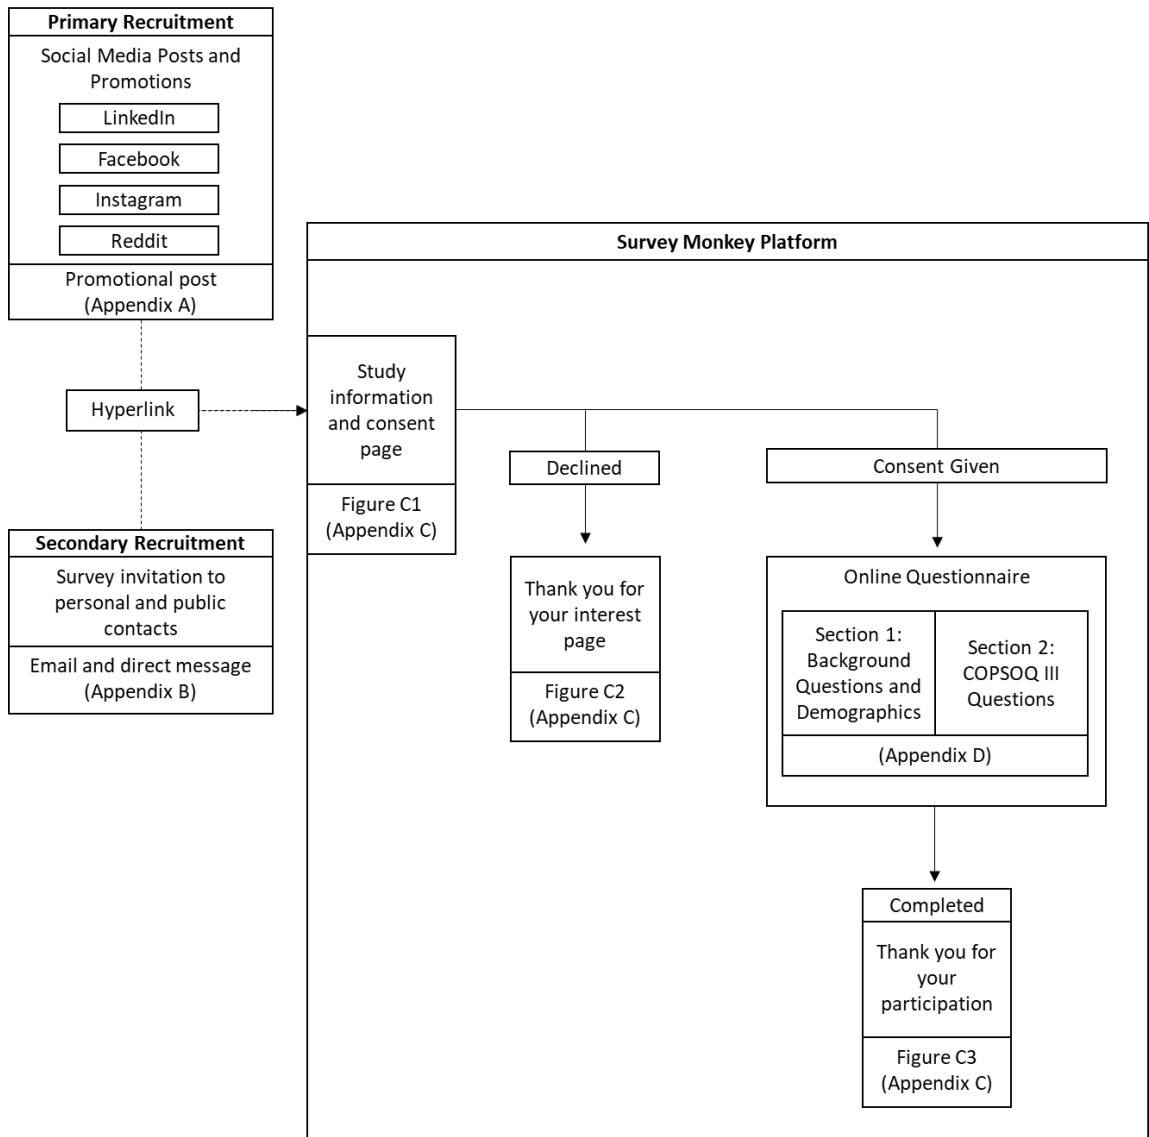 Primary Recruitment
Social Media Posts and
Promotions
LinkedIn
Facebook
Instagram
Reddit
Promotional post
(Appendix A)
Hyperlink
Secondary Recruitment
Survey invitation to
personal and public
contacts
Email and direct message
(Appendix B)
Survey Monkey Platform
Study
information
and consent
page
Figure C1
(Appendix C)
Declined
Thank you for
your interest
page
Figure C2
(Appendix C)
Consent Given
Online Questionnaire
Section 1:
Background
Questions and
Demographics
Section 2:
COPSOQ III
Questions
(Appendix D)
Completed
Thank you for
your
participation
Figure C3
(Appendix C)